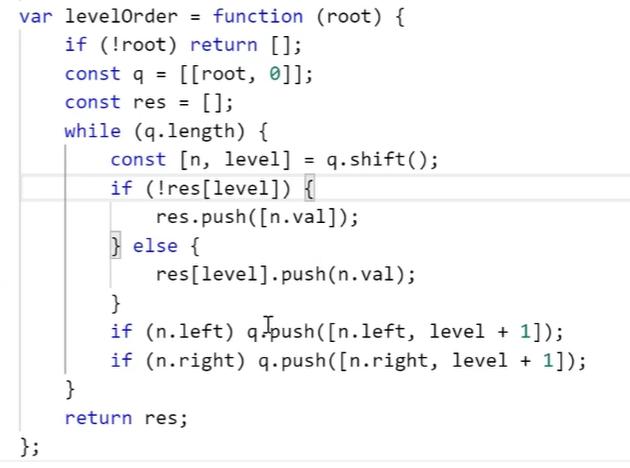 var levelOrder = function (root) {
    if (!root) return [];
    const q = [[root, 0]];
    const res = [];
    while (q.length) {
        const [n, level] = q.shift();
        if (!res[level]) {
            res.push([n.val]);
        } else {
            res[level].push(n.val);
        }
        if (n.left) q.push([n.left, level + 1]);
        if (n.right) q.push([n.right, level + 1]);
    }
    return res;
};